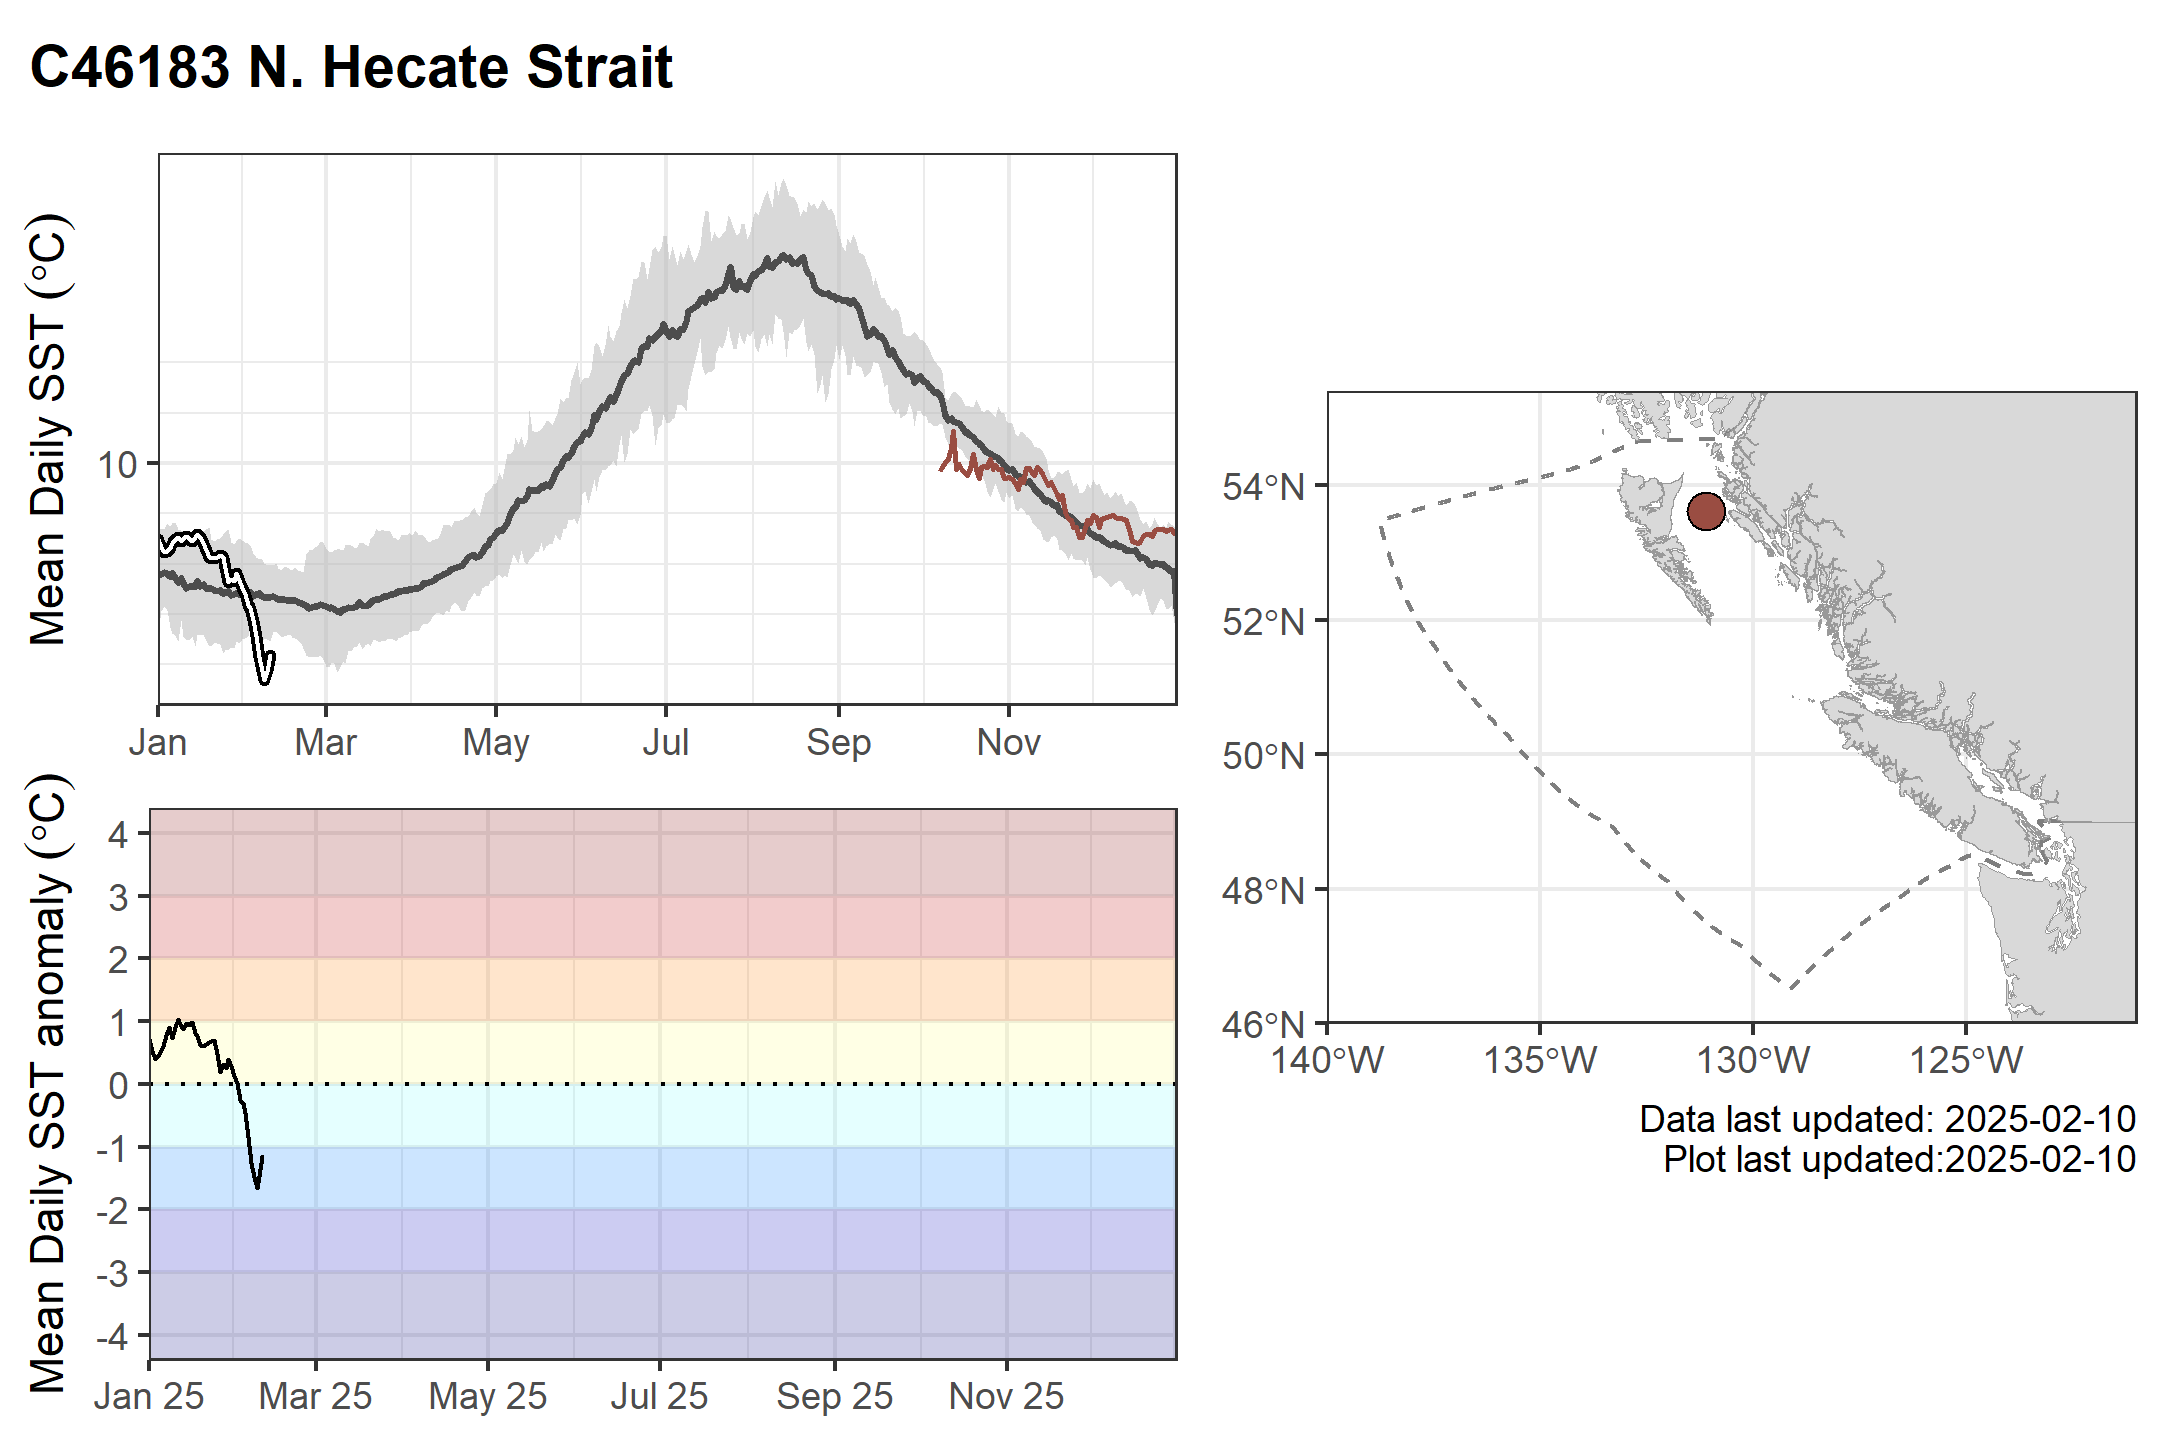 C46183 N. Hecate Strait
Mean Daily SST (°C)
10
Jan Mar May Jul Sep Nov
Mean Daily SST anomaly (°C)
4
3
2
1
0
-1
-2
-3
-4
Jan 25 Mar 25 May 25 Jul 25 Sep 25 Nov 25
54°N
52°N
50°N
48°N
46°N
140°W 135°W 130°W 125°W
Data last updated: 2025-02-10
Plot last updated:2025-02-10